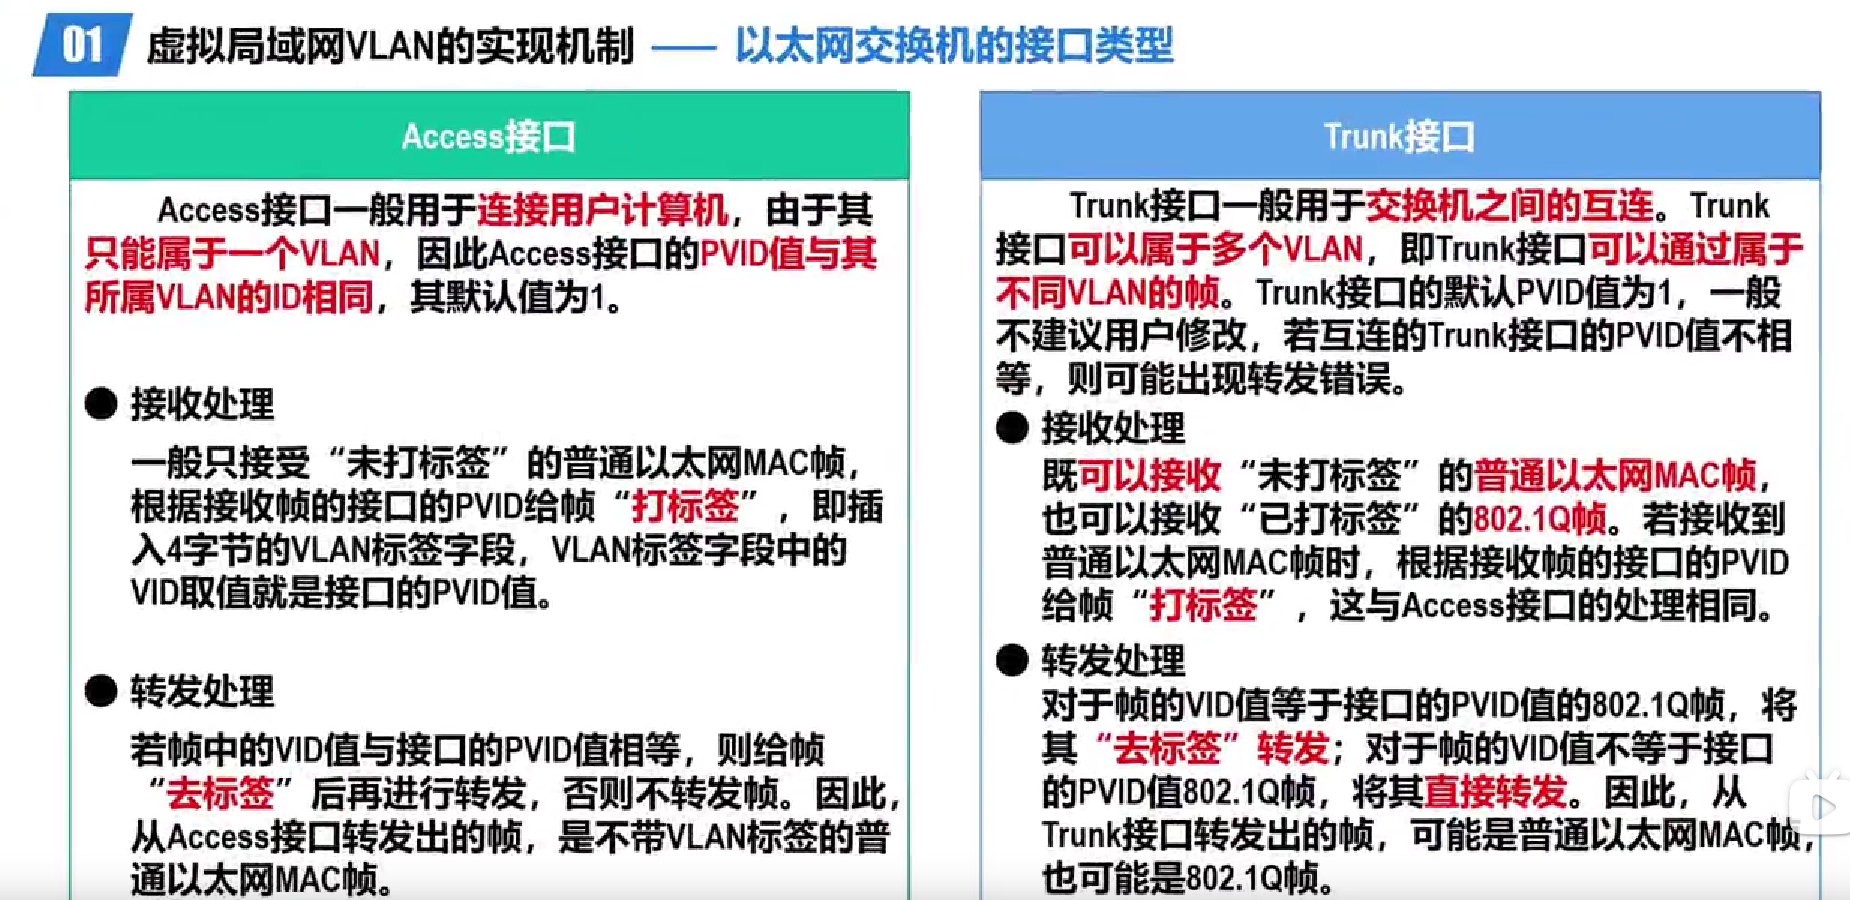 01 虚拟局域网VLAN的实现机制 —— 以太网交换机的接口类型
Access接口
Access接口一般用于连接用户计算机，由于其
只能属于一个VLAN，因此Access接口的PVID值与其
所属VLAN的ID相同，其默认值为1。
● 接收处理
一般只接受“未打标签”的普通以太网MAC帧，
根据接收帧的接口的PVID给帧“打标签”，即插
入4字节的VLAN标签字段，VLAN标签字段中的
VID取值就是接口的PVID值。
● 转发处理
若帧中的VID值与接口的PVID值相等，则给帧
“去标签”后再进行转发，否则不转发帧。因此，
从Access接口转发出的帧，是不带VLAN标签的普
通以太网MAC帧。
Trunk接口
Trunk接口一般用于交换机之间的互连。Trunk
接口可以属于多个VLAN，即Trunk接口可以通过属于
不同VLAN的帧。Trunk接口的默认PVID值为1，一般
不建议用户修改，若互连的Trunk接口的PVID值不相
等，则可能出现转发错误。
● 接收处理
既可以接收“未打标签”的普通以太网MAC帧，
也可以接收“已打标签”的802.1Q帧。若接收到
普通以太网MAC帧时，根据接收帧的接口的PVID
给帧“打标签”，这与Access接口的处理相同。
● 转发处理
对于帧的VID值等于接口的PVID值的802.1Q帧，将
其“去标签”转发；对于帧的VID值不等于接口
的PVID值802.1Q帧，将其直接转发。因此，从
Trunk接口转发出的帧，可能是普通以太网MAC帧，
也可能是802.1Q帧。